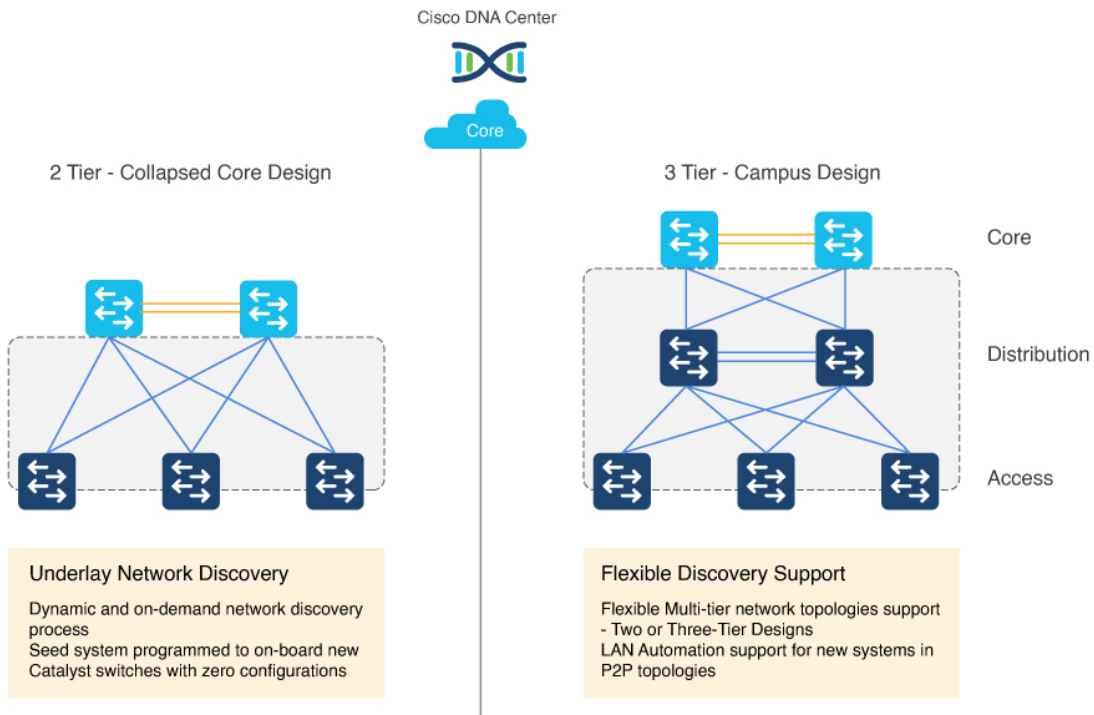 Cisco DNA Center
Core
2 Tier - Collapsed Core Design
3 Tier - Campus Design
Core
Distribution
Access
Underlay Network Discovery
Dynamic and on-demand network discovery
process
Seed system programmed to on-board new
Catalyst switches with zero configurations
Flexible Discovery Support
Flexible Multi-tier network topologies support
- Two or Three-Tier Designs
LAN Automation support for new systems in
P2P topologies